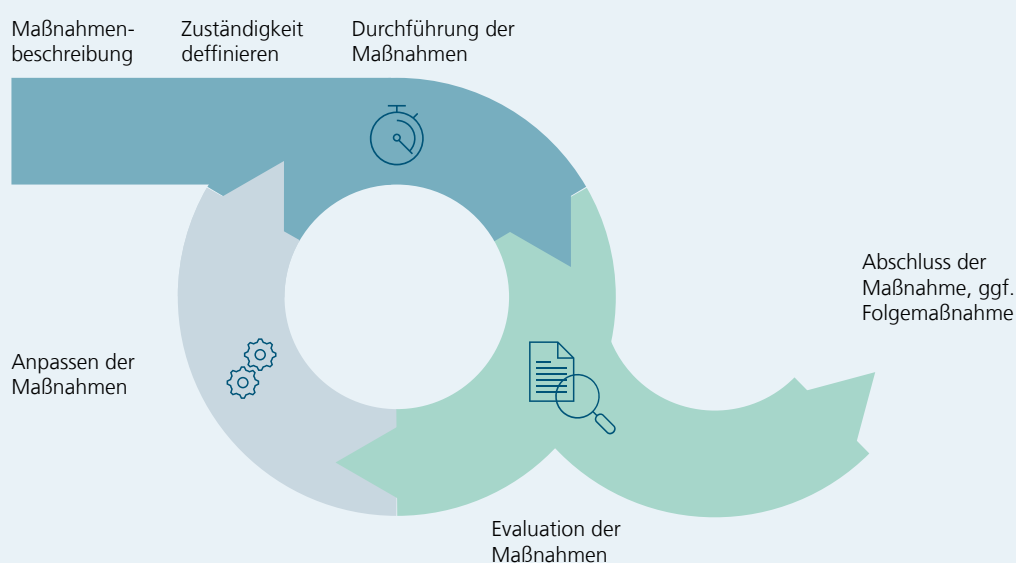 Maßnahmen-
beschreibung
Zuständigkeit
deffinieren
Durchführung der
Maßnahmen
Abschluss der
Maßnahme, ggf.
Folgemaßnahme
Anpassen der
Maßnahmen
Evaluation der
Maßnahmen